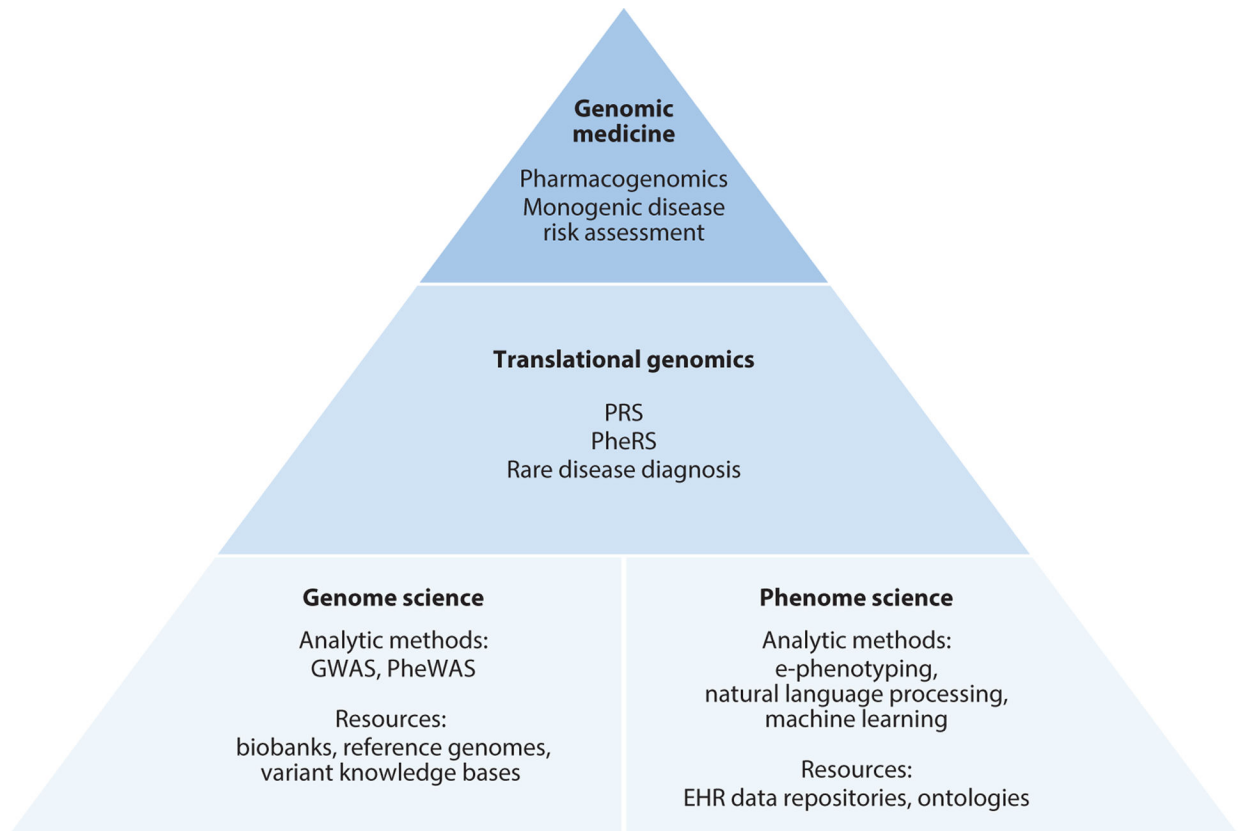 Genomic
medicine
Pharmacogenomics
Monogenic disease
risk assessment
Translational genomics
PRS
PheRS
Rare disease diagnosis
Genome science
Analytic methods:
GWAS, PheWAS
Resources:
biobanks, reference genomes,
variant knowledge bases
Phenome science
Analytic methods:
e-phenotyping,
natural language processing,
machine learning
Resources:
EHR data repositories, ontologies